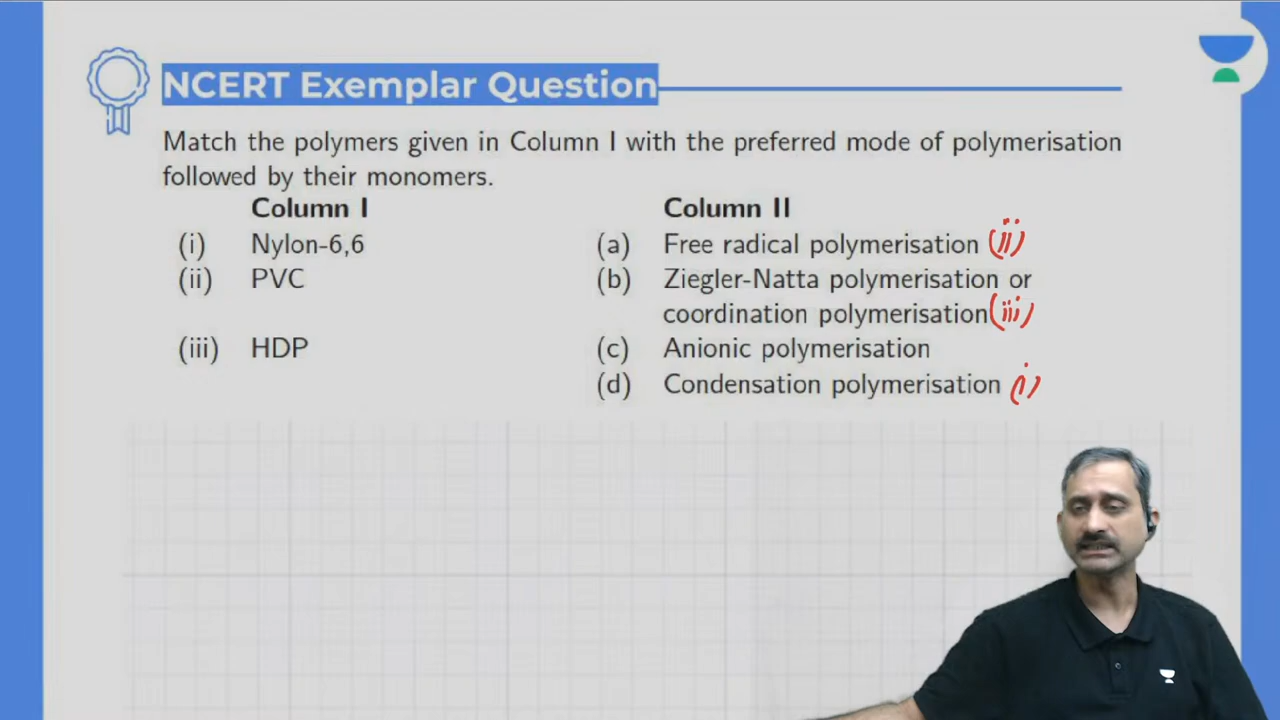 NCERT Exemplar Question
Match the polymers given in Column I with the preferred mode of polymerisation
followed by their monomers.
Column I Column II
(i) Nylon-6,6 (a) Free radical polymerisation (ii)
(ii) PVC (b) Ziegler-Natta polymerisation or
coordination polymerisation (iii)
(iii) HDP (c) Anionic polymerisation
(d) Condensation polymerisation (i)